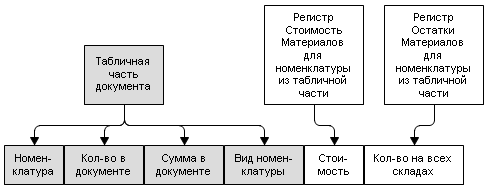 Табличная
часть
документа
Регистр
Стоимость
Материалов
для
номенклатуры
из табличной
части
Регистр
Остатки
Материалов
для
номенклатуры
из табличной
части
Номен-
клатура
Кол-во в
документе
Сумма в
документе
Вид номен-
клатуры
Стои-
мость
Кол-во на всех
складах